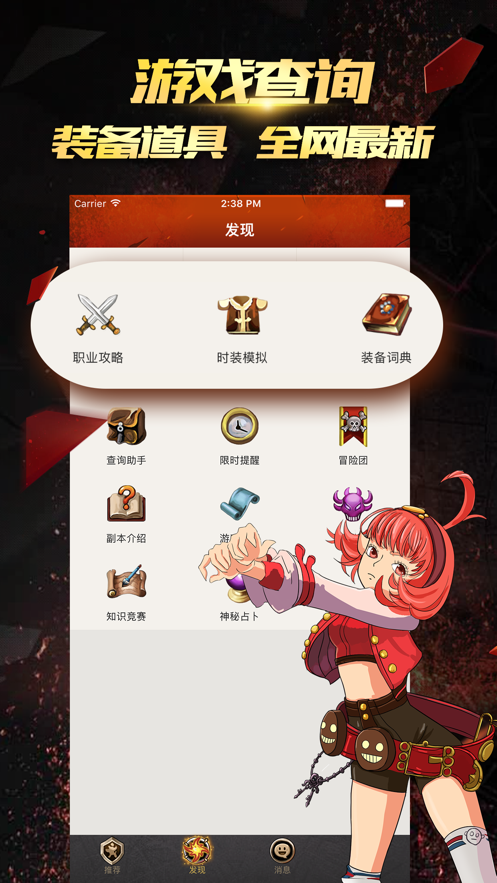 游戏查询
装备道具 全网最新
Carrier 2:38 PM
发现
职业攻略 时装模拟 装备词典
查询助手 限时提醒 冒险团
副本介绍 游
知识竞赛 神秘占卜
推荐 发现 消息